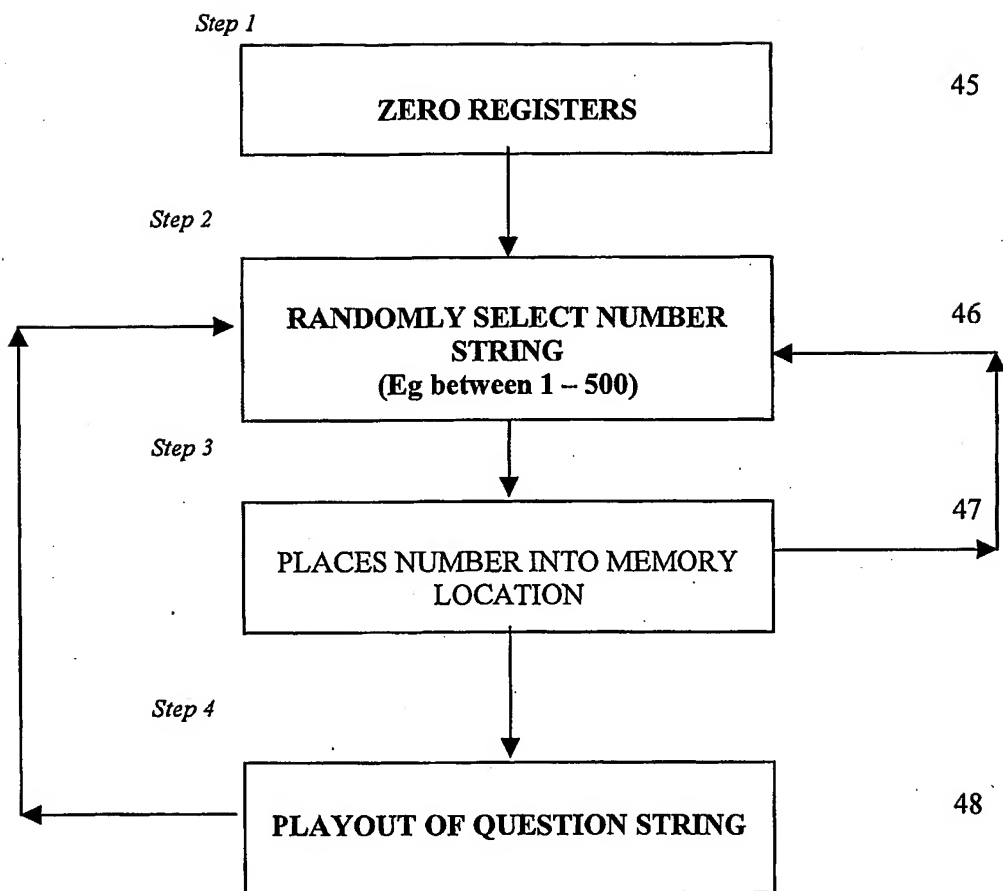 Step 1
ZERO REGISTERS
45
Step 2
RANDOMLY SELECT NUMBER
STRING
(Eg between 1 – 500)
46
Step 3
PLACES NUMBER INTO MEMORY
LOCATION
47
Step 4
PLAYOUT OF QUESTION STRING
48